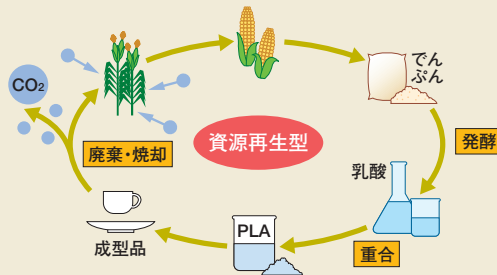 でん
ぷん
CO₂
発酵
資源再生型
廃棄・焼却
乳酸
PLA
重合
成型品